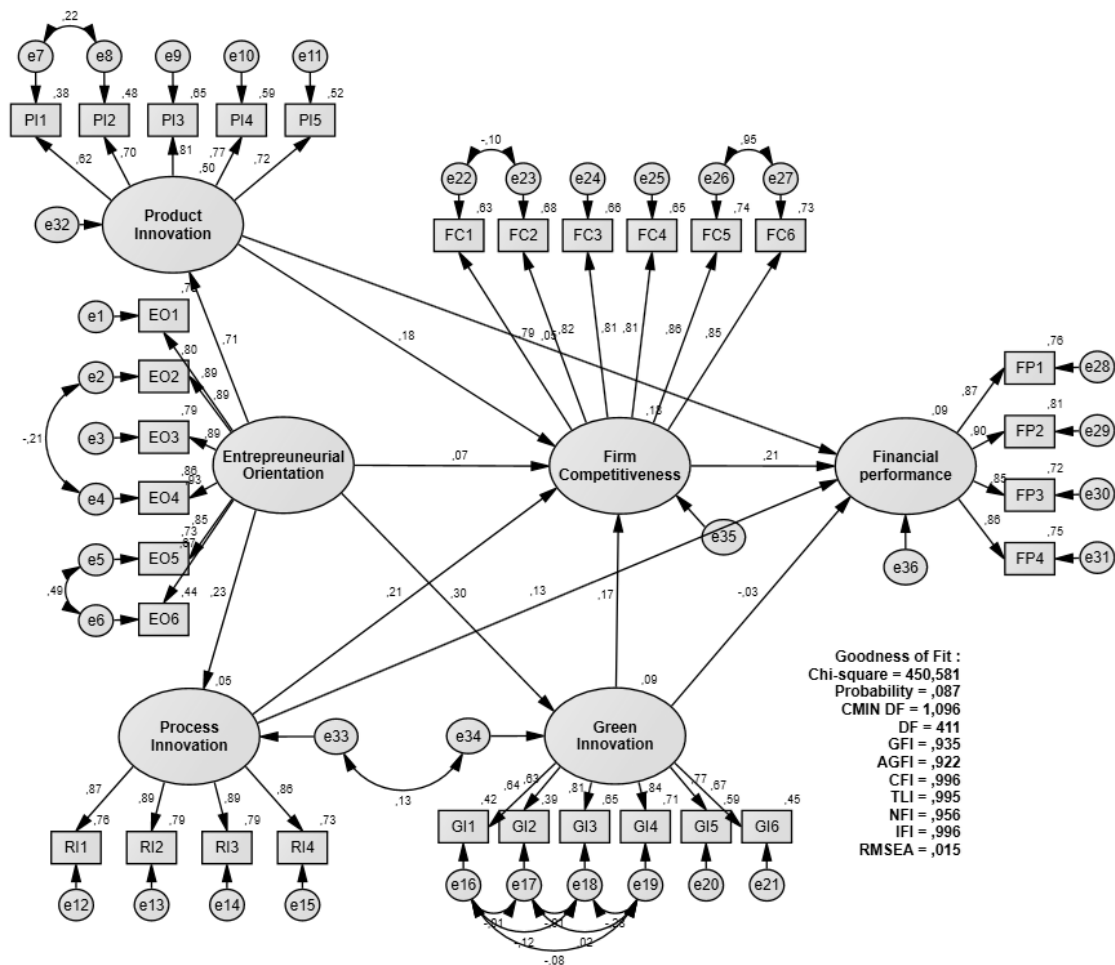 ,22
e7
e8
e9
e10
e11
,38
,48
,65
,59
,52
PI1
PI2
PI3
PI4
PI5
,62
,70
,81
,77
,72
,50
e32
Product
Innovation
-,10
,95
e22
e23
e24
e25
e26
e27
,63
,68
,66
,65
,74
,73
FC1
FC2
FC3
FC4
FC5
FC6
,79
,05
,82
,81
,81
,86
,85
,18
,71
e1
EO1
,80
e2
EO2
,89
,89
-,21
e3
,79
EO3
,89
e4
,86
EO4
,93
,85
e5
,73
EO5
,49
e6
,44
EO6
Entrepreuneurial
Orientation
,07
,18
Firm
Competitiveness
,21
e35
,09
Financial
performance
e36
,87
,90
,85
,86
,76
FP1
e28
,81
FP2
e29
,72
FP3
e30
,75
FP4
e31
,23
,21
,30
,13
,17
-,03
,05
Process
Innovation
e33
e34
,13
,09
Green
Innovation
,87
,89
,89
,86
,76
,79
,79
,73
RI1
RI2
RI3
RI4
e12
e13
e14
e15
,64
,63
,81
,84
,77
,67
,42
,39
,65
,71
,59
,45
GI1
GI2
GI3
GI4
GI5
GI6
e16
e17
e18
e19
e20
e21
-,01
-,12
,02
-,08
Goodness of Fit :
Chi-square = 450,581
Probability = ,087
CMIN DF = 1,096
DF = 411
GFI = ,935
AGFI = ,922
CFI = ,996
TLI = ,995
NFI = ,956
IFI = ,996
RMSEA = ,015